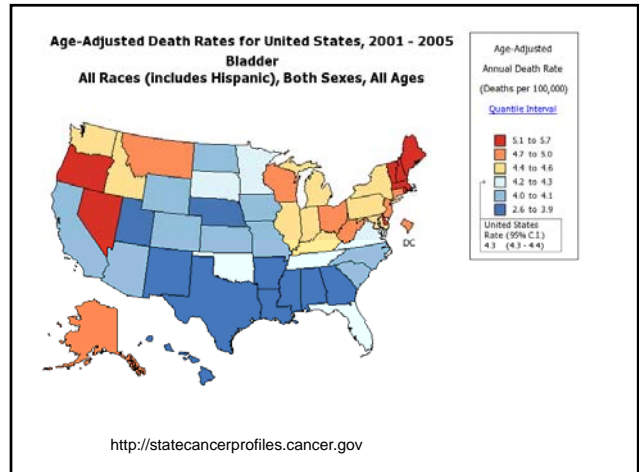 Age-Adjusted Death Rates for United States, 2001 - 2005
Bladder
All Races (includes Hispanic), Both Sexes, All Ages
Age-Adjusted
Annual Death Rate
(Deaths per 100,000)
Quantile Interval
5.1 to 5.7
4.7 to 5.0
4.4 to 4.6
4.2 to 4.3
4.0 to 4.1
2.6 to 3.9
United States
Rate (95% C.I.)
4.3 (4.3 - 4.4)
DC
http://statecancerprofiles.cancer.gov